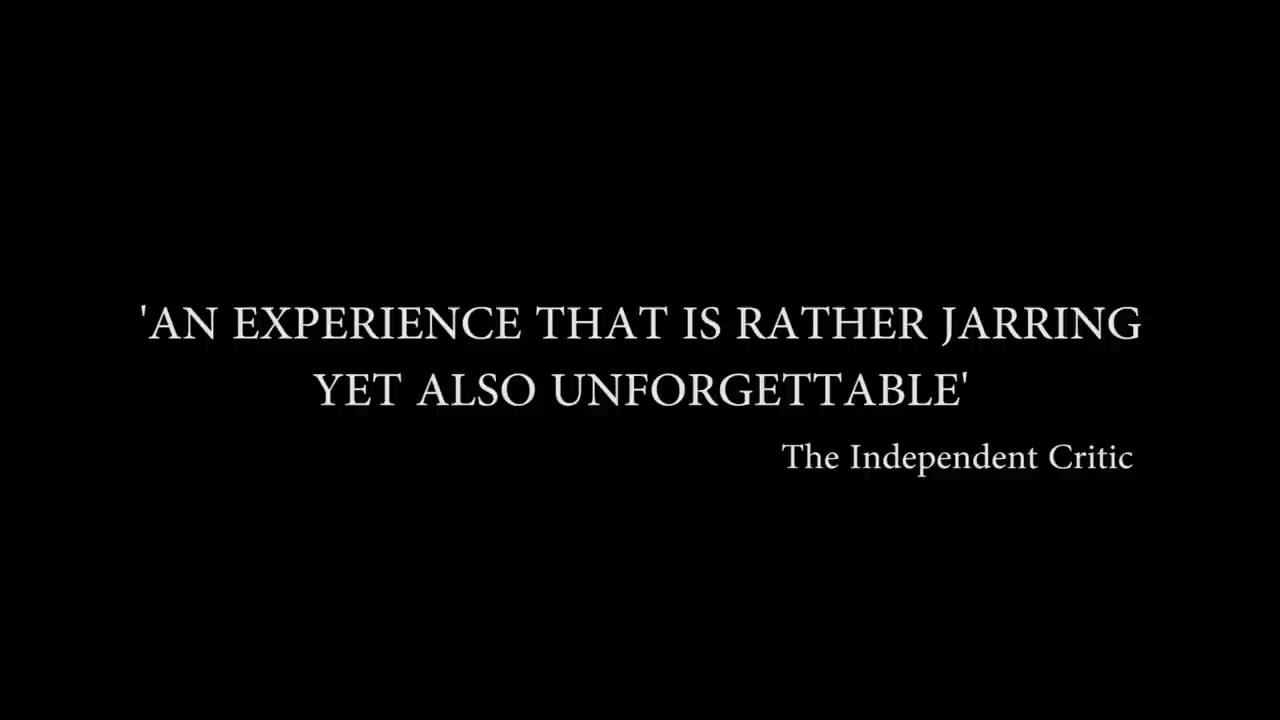 'AN EXPERIENCE THAT IS RATHER JARRING
YET ALSO UNFORGETTABLE'
The Independent Critic